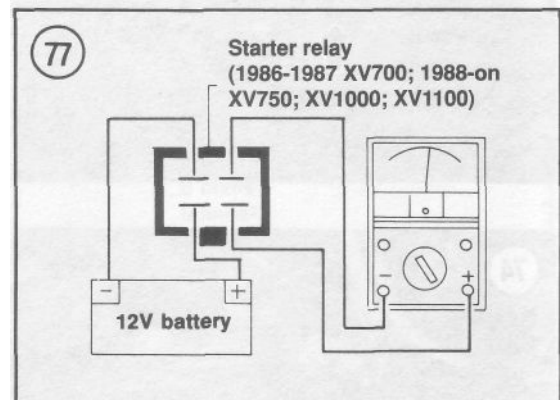 77
Starter relay
(1986-1987 XV700; 1988-on
XV750; XV1000; XV1100)
- +
- +
12V battery